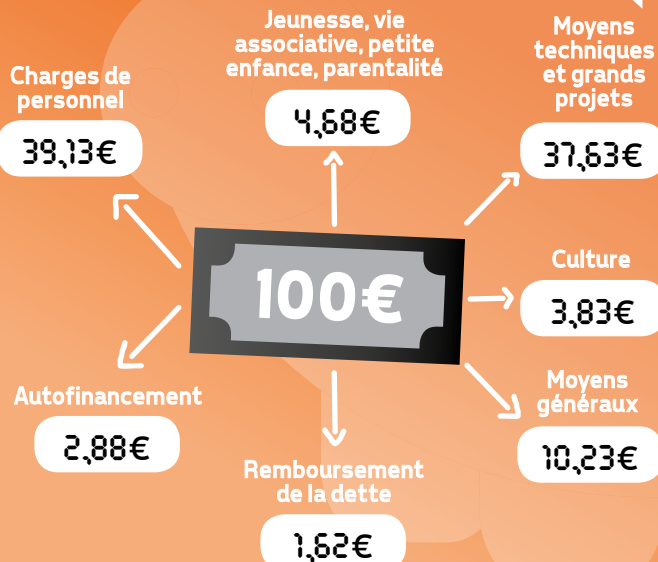 Jeunesse, vie
associative, petite
enfance, parentalité
4,68€
Moyens
techniques
et grands
projets
37,63€
Charges de
personnel
39,13€
100€
Culture
3,83€
Moyens
généraux
10,23€
Autofinancement
2,88€
Remboursement
de la dette
1,62€